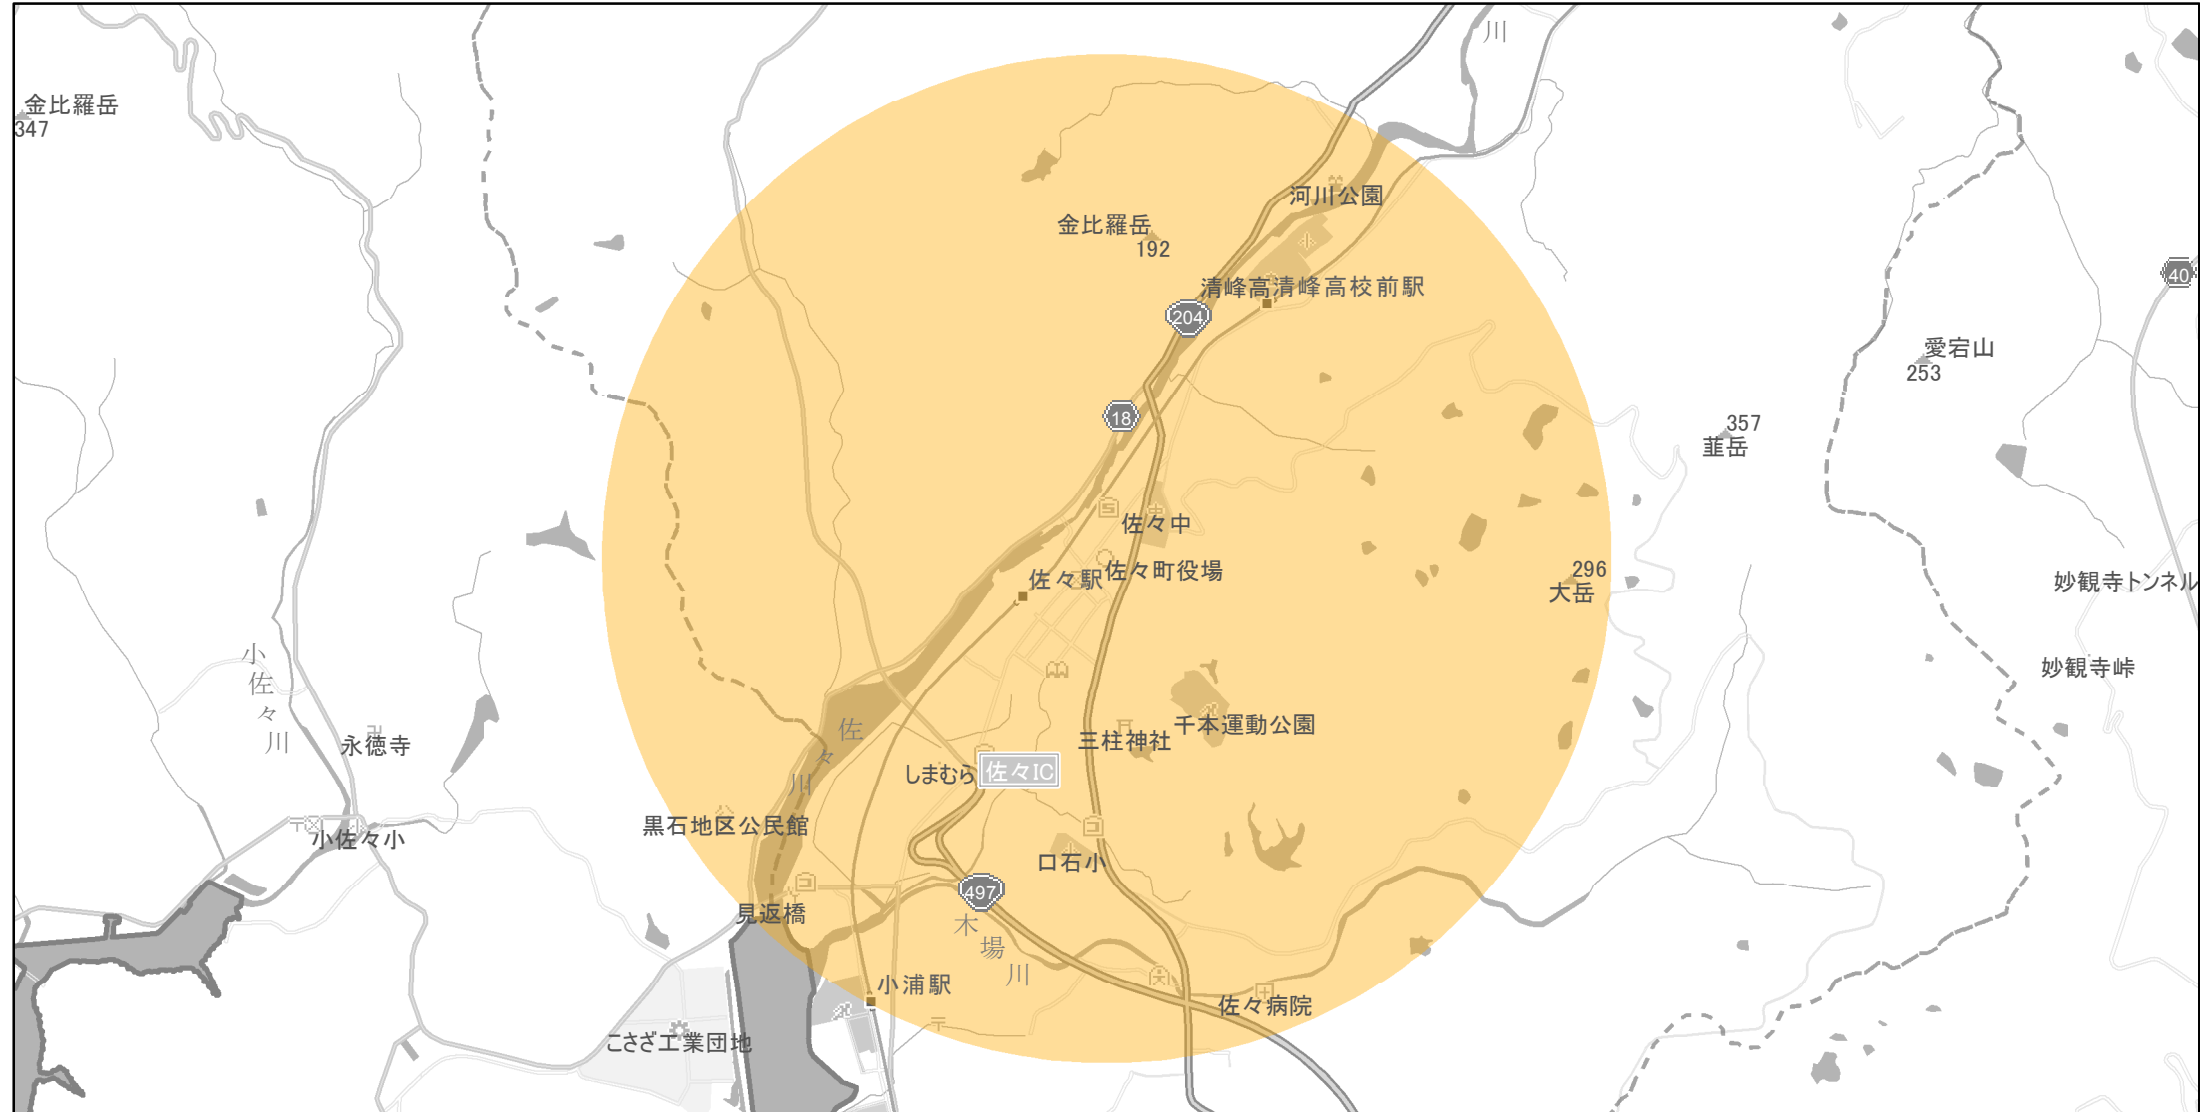 川
金比羅岳
347
河川公園
金比羅岳
192
40
清峰高
清峰高校前駅
204
愛宕山
253
18
357
韮岳
佐々中
佐々駅
佐々町役場
296
大岳
妙観寺トンネル
妙観寺峠
小佐々川
永徳寺
佐々川
三柱神社
千本運動公園
しまむら
佐々IC
黒石地区公民館
小佐々小
口石小
497
見返橋
木場川
小浦駅
佐々病院
こさざ工業団地